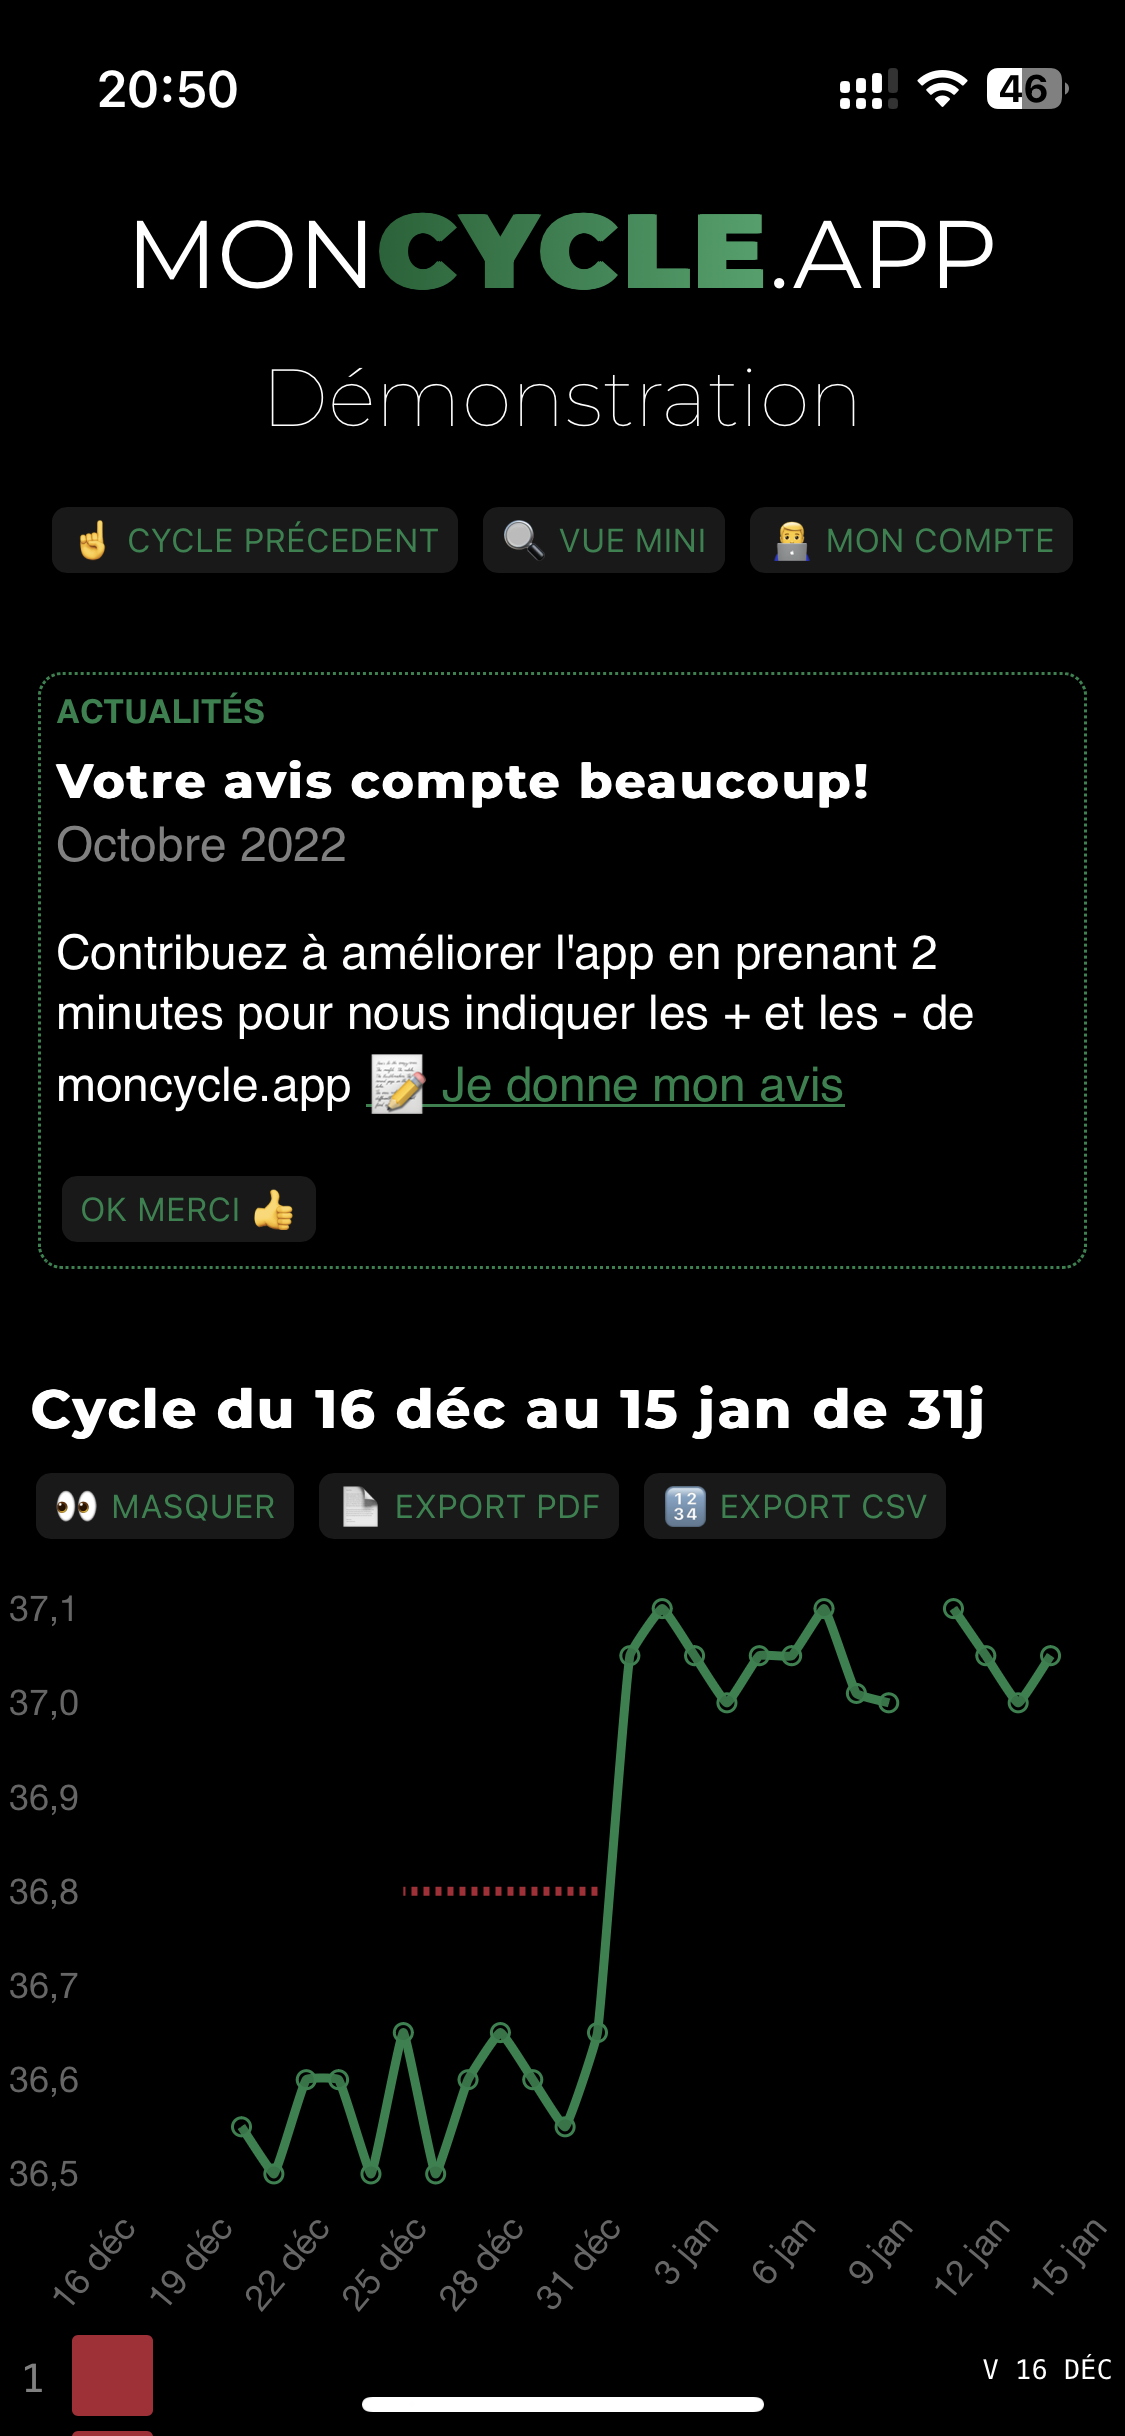 20:50
46
MONCYCLE.APP
Démonstration
☝️ CYCLE PRÉCEDENT
🔍 VUE MINI
👨‍💻 MON COMPTE
ACTUALITÉS
Votre avis compte beaucoup!
Octobre 2022
Contribuez à améliorer l'app en prenant 2
minutes pour nous indiquer les + et les - de
moncycle.app 📝 Je donne mon avis
OK MERCI 👍
Cycle du 16 déc au 15 jan de 31j
👀 MASQUER
📄 EXPORT PDF
🔢 EXPORT CSV
37,1
37,0
36,9
36,8
36,7
36,6
36,5
16 déc
19 déc
22 déc
25 déc
28 déc
31 déc
3 jan
6 jan
9 jan
12 jan
15 jan
1
V 16 DÉC